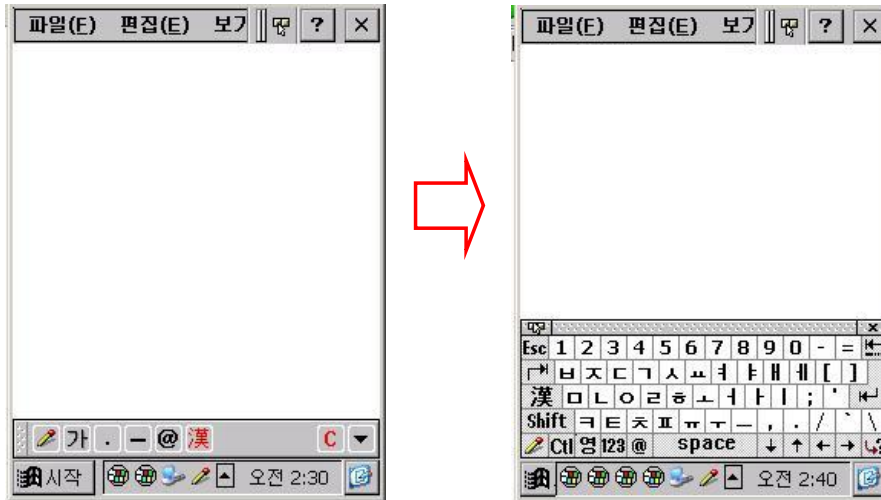 파일(F) 편집(E) 보기 ?
가 . – @ 漢 C
시작 오전 2:30
파일(F) 편집(E) 보기 ?
Esc 1 2 3 4 5 6 7 8 9 0 - =
ㅂ ㅈ ㄷ ㄱ ㅅ ㅛ ㅕ ㅑ ㅐ ㅔ [ ]
漢 ㅁ ㄴ ㅇ ㄹ ㅎ ㅗ ㅓ ㅏ ㅣ ; '
Shift ㅋ ㅌ ㅊ ㅍ ㅠ ㅜ ㅡ , . / ` \
Ctl 영 123 @ space ↓ ↑ ← →
오전 2:40